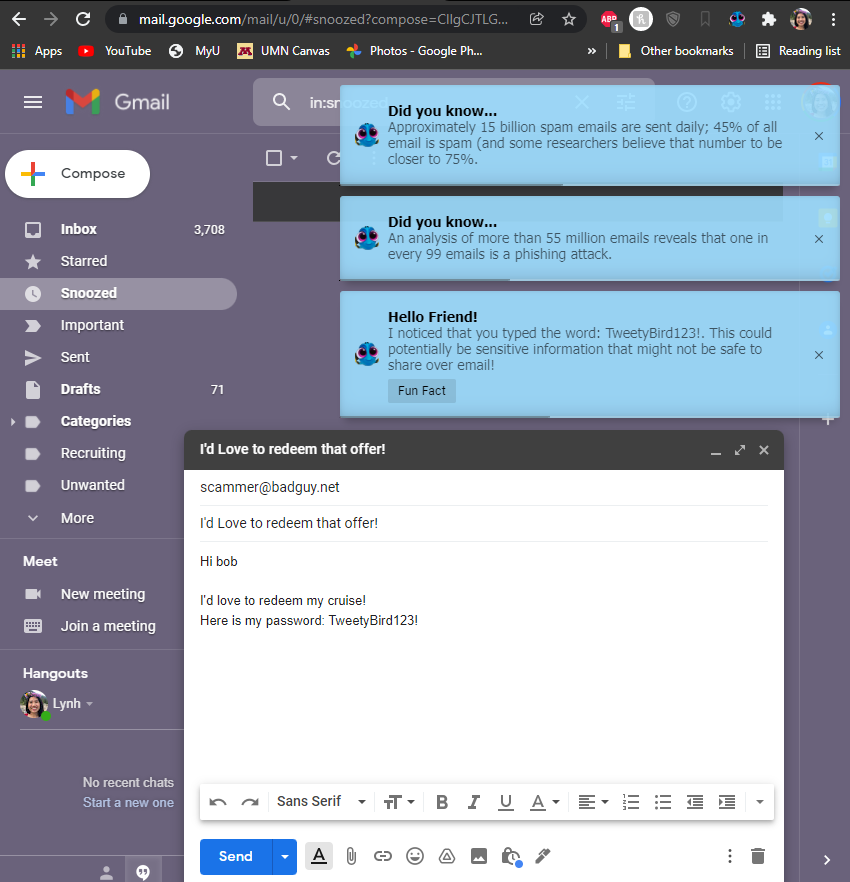 mail.google.com/mail/u/0/#snoozed?compose=CllgCJTLG...
ABP
1
Apps
YouTube
MyU
UMN Canvas
Photos - Google Ph...
»
Other bookmarks
Reading list
Gmail
in:snoozed
Compose
Inbox 3,708
Starred
Snoozed
Important
Sent
Drafts 71
Categories
Recruiting
Unwanted
More
Meet
New meeting
Join a meeting
Hangouts
Lynh
No recent chats
Start a new one
Did you know...
Approximately 15 billion spam emails are sent daily; 45% of all
email is spam (and some researchers believe that number to be
closer to 75%.
Did you know...
An analysis of more than 55 million emails reveals that one in
every 99 emails is a phishing attack.
Hello Friend!
I noticed that you typed the word: TweetyBird123!. This could
potentially be sensitive information that might not be safe to
share over email!
Fun Fact
I'd Love to redeem that offer!
scammer@badguy.net
I'd Love to redeem that offer!
Hi bob
I'd love to redeem my cruise!
Here is my password: TweetyBird123!
Sans Serif
Send